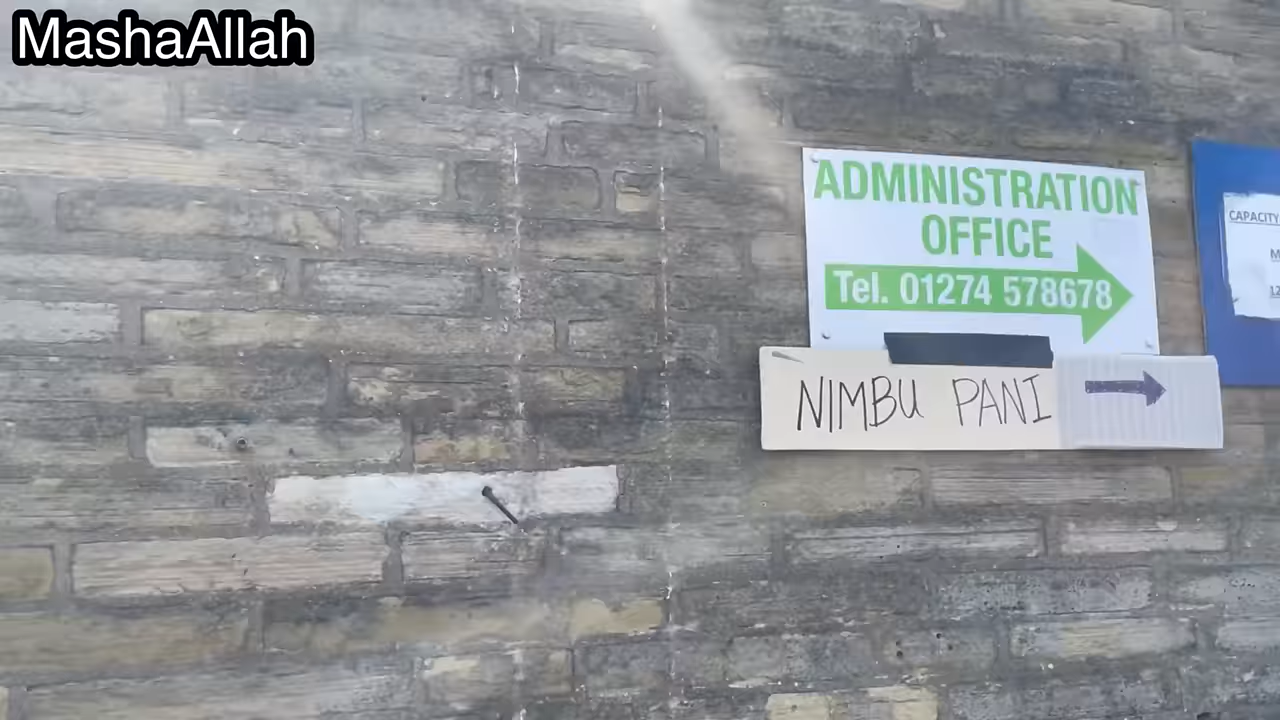 MashaAllah
ADMINISTRATION
OFFICE
Tel. 01274 578678
NIMBU PANI
CAPACITY